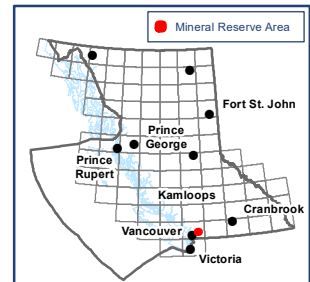 Mineral Reserve Area
Fort St. John
Prince
George
Prince
Rupert
Kamloops
Cranbrook
Vancouver
Victoria